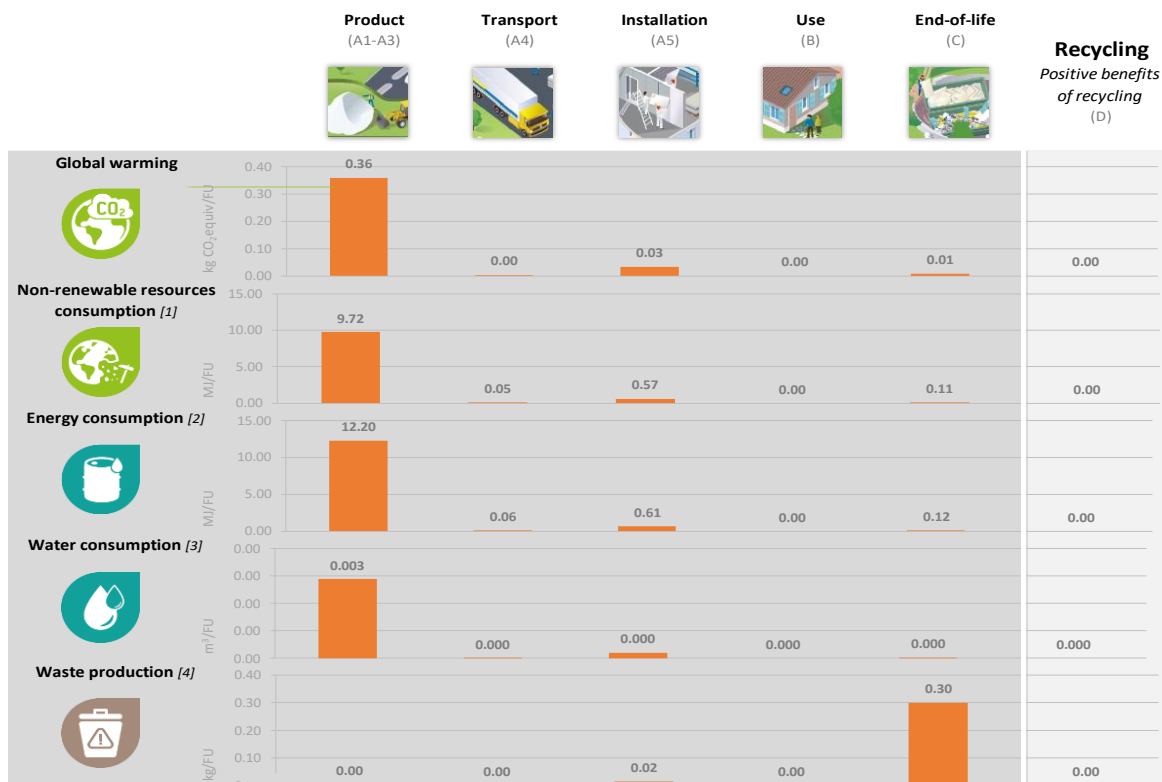 Product
(A1-A3)
Transport
(A4)
Installation
(A5)
Use
(B)
End-of-life
(C)
Recycling
Positive benefits
of recycling
(D)
Global warming
CO2
kg CO2equiv/FU
0.40
0.30
0.20
0.10
0.00
0.36
0.00
0.03
0.00
0.01
0.00
Non-renewable resources
consumption [1]
MJ/FU
15.00
10.00
5.00
0.00
9.72
0.05
0.57
0.00
0.11
0.00
Energy consumption [2]
MJ/FU
15.00
10.00
5.00
0.00
12.20
0.06
0.61
0.00
0.12
0.00
Water consumption [3]
m³/FU
0.00
0.00
0.00
0.00
0.00
0.003
0.000
0.000
0.000
0.000
0.000
Waste production [4]
kg/FU
0.40
0.30
0.20
0.10
0.00
0.00
0.02
0.00
0.30
0.00